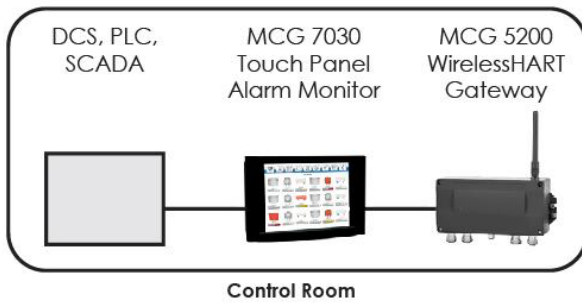 DCS, PLC,
SCADA
MCG 7030
Touch Panel
Alarm Monitor
MCG 5200
WirelessHART
Gateway
Control Room